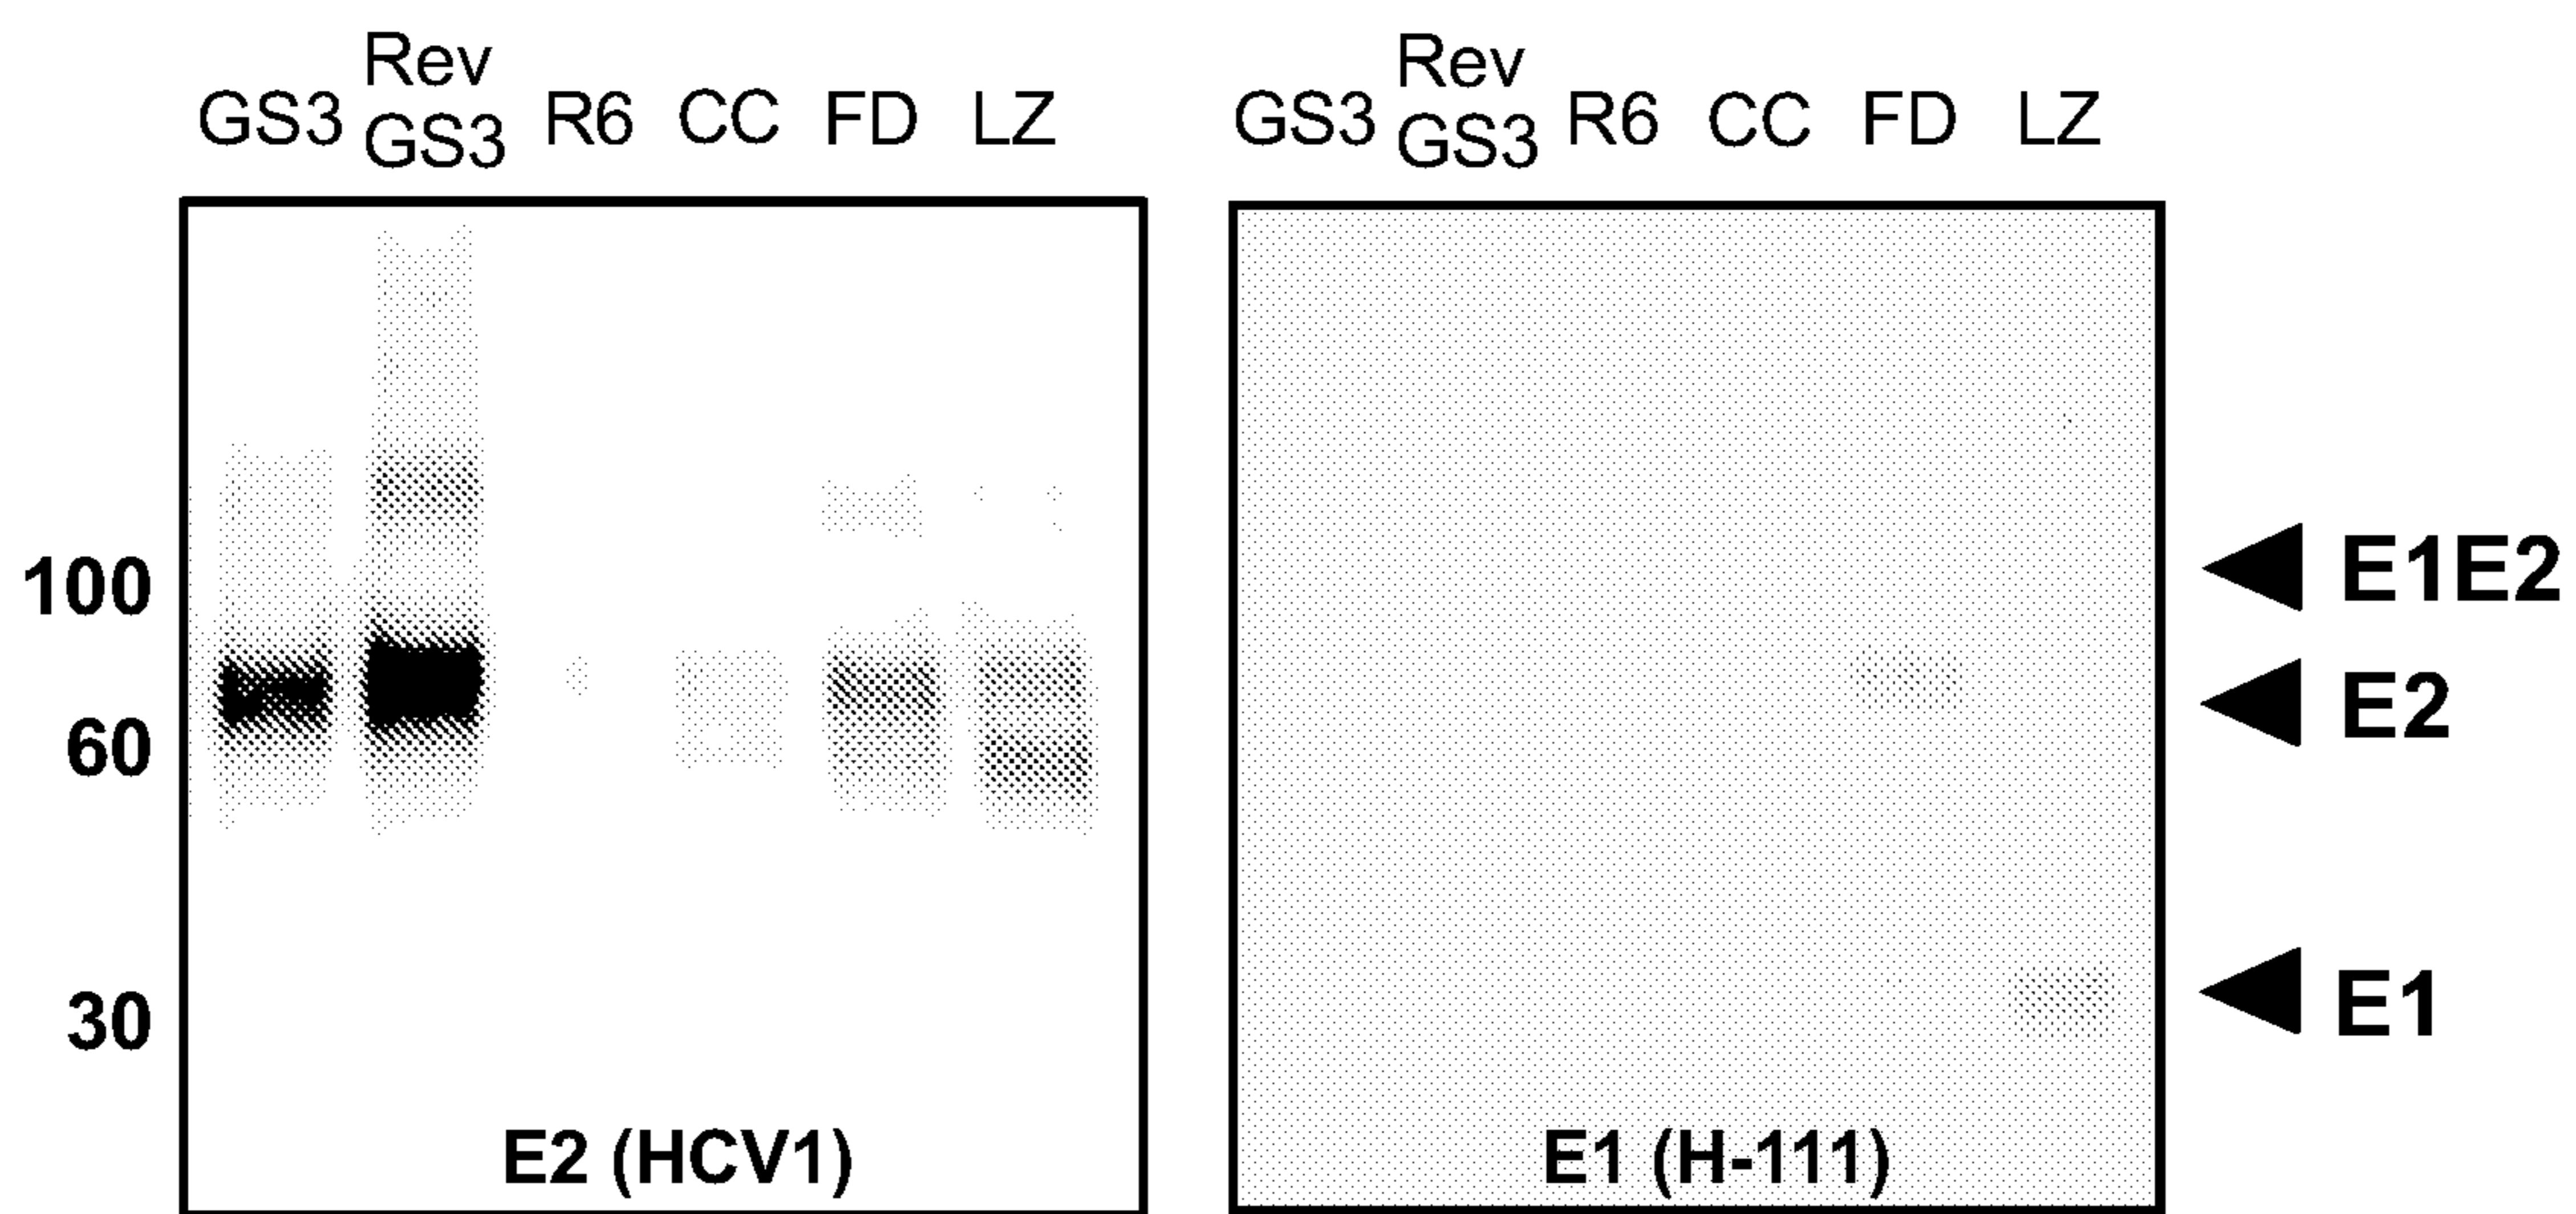 GS3 Rev GS3 R6 CC FD LZ
GS3 Rev GS3 R6 CC FD LZ
100
60
30
E2 (HCV1)
E1 (H-111)
E1E2
E2
E1